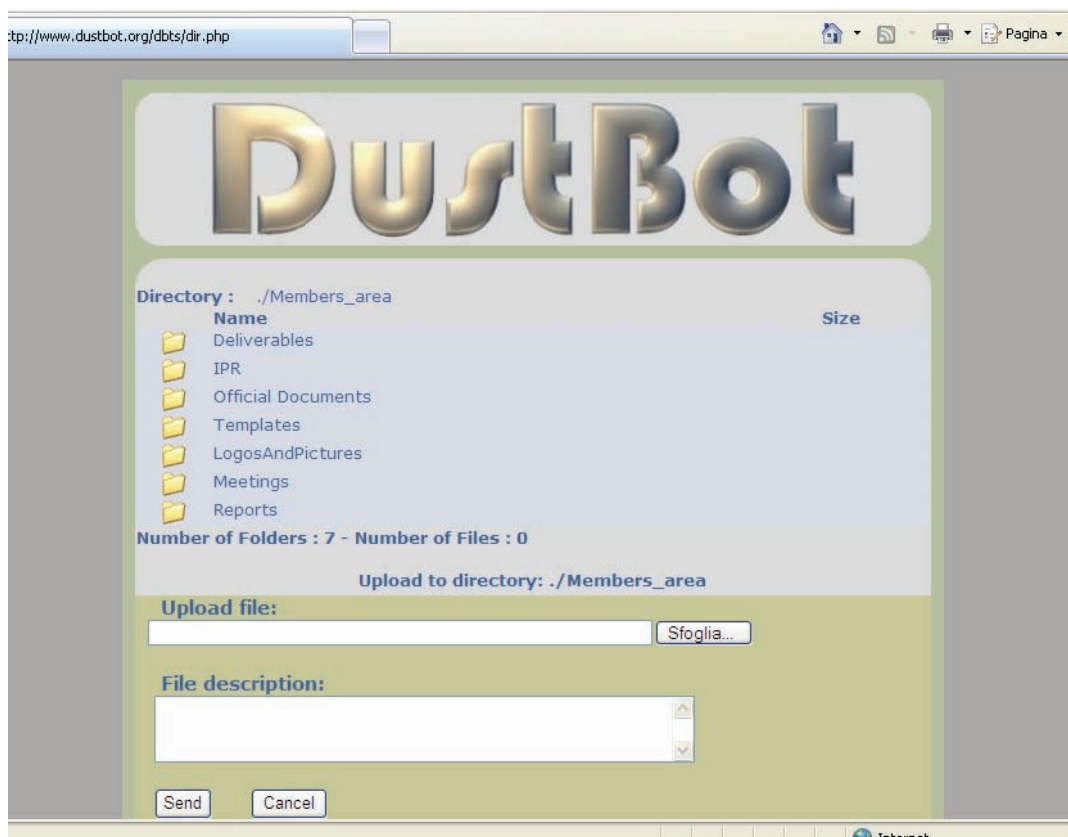 ttp://www.dustbot.org/dbts/dir.php
Pagina
DustBot
Directory : ./Members_area
Name Size
Deliverables
IPR
Official Documents
Templates
LogosAndPictures
Meetings
Reports
Number of Folders : 7 - Number of Files : 0
Upload to directory: ./Members_area
Upload file:
Sfoglia...
File description:
Send Cancel
Internet